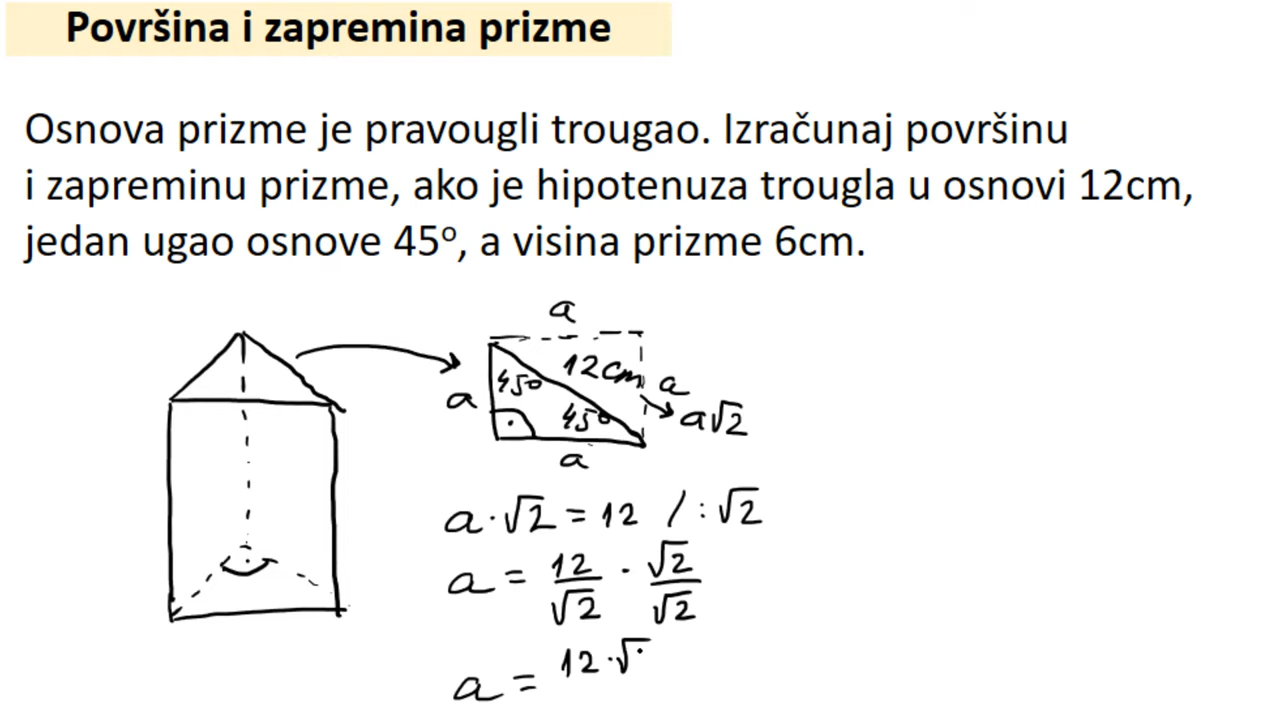 Površina i zapremina prizme
Osnova prizme je pravougli trougao. Izračunaj površinu
i zapreminu prizme, ako je hipotenuza trougla u osnovi 12cm,
jedan ugao osnove 45°, a visina prizme 6cm.
a
12cm
45°
a
a
45°
a√2
a
a·√2 = 12 / :√2
a = 12/√2 · √2/√2
a = 12·√